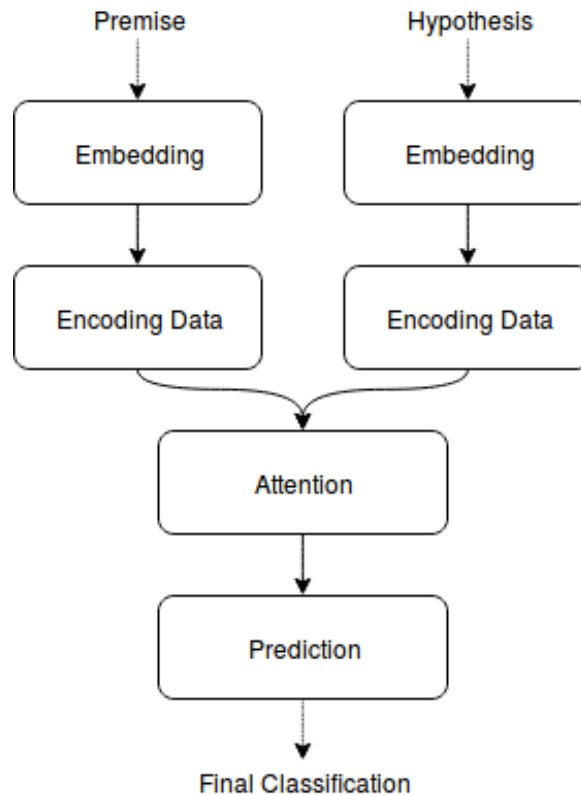 Premise
Hypothesis
Embedding
Embedding
Encoding Data
Encoding Data
Attention
Prediction
Final Classification